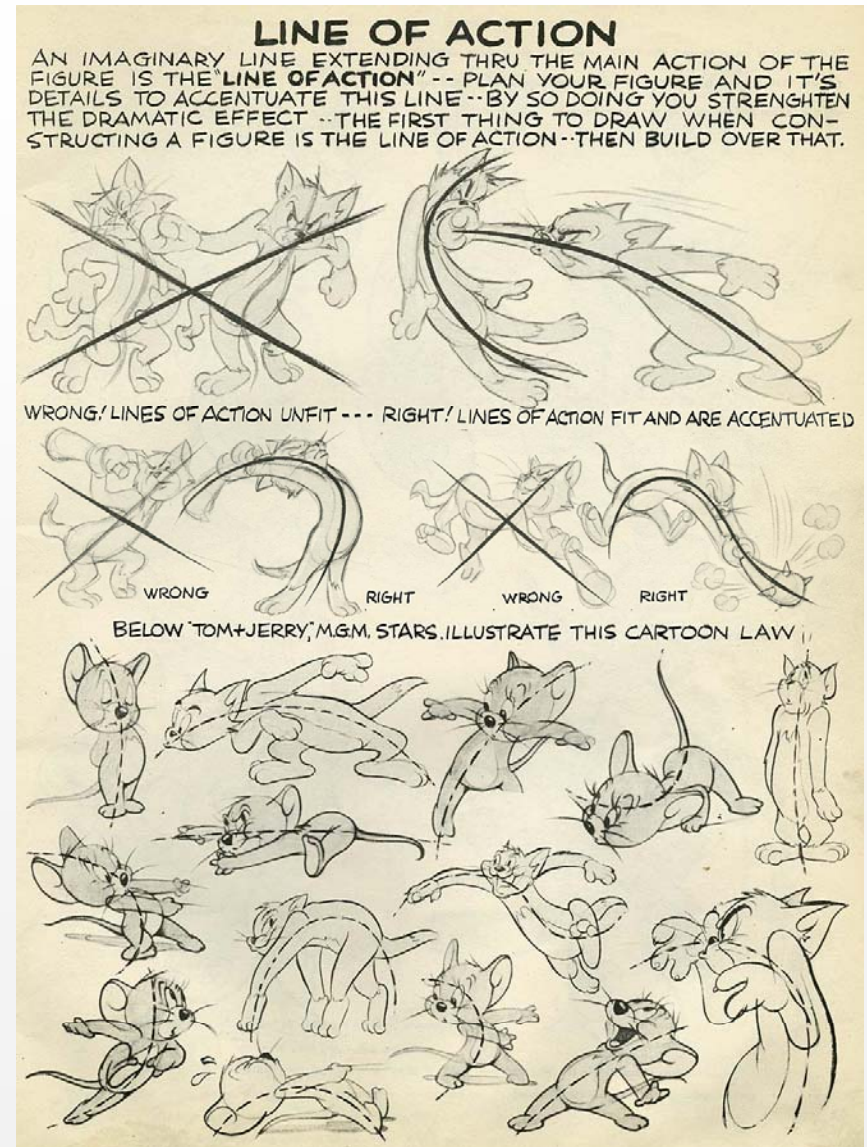 LINE OF ACTION
AN IMAGINARY LINE EXTENDING THRU THE MAIN ACTION OF THE
FIGURE IS THE "LINE OF ACTION" -- PLAN YOUR FIGURE AND IT'S
DETAILS TO ACCENTUATE THIS LINE -- BY SO DOING YOU STRENGHTEN
THE DRAMATIC EFFECT -- THE FIRST THING TO DRAW WHEN CON-
STRUCTING A FIGURE IS THE LINE OF ACTION -- THEN BUILD OVER THAT.
WRONG! LINES OF ACTION UNFIT --- RIGHT! LINES OF ACTION FIT AND ARE ACCENTUATED
WRONG RIGHT WRONG RIGHT
BELOW "TOM+JERRY," M.G.M. STARS. ILLUSTRATE THIS CARTOON LAW